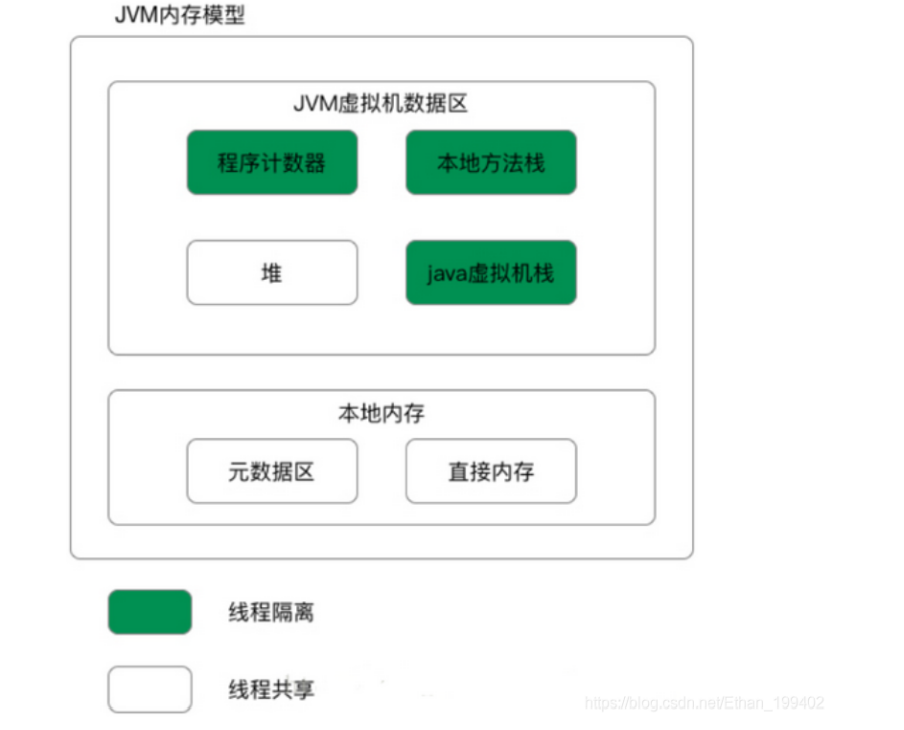 JVM内存模型
JVM虚拟机数据区
程序计数器
本地方法栈
堆
java虚拟机栈
本地内存
元数据区
直接内存
线程隔离
线程共享
https://blog.csdn.net/Ethan_199402